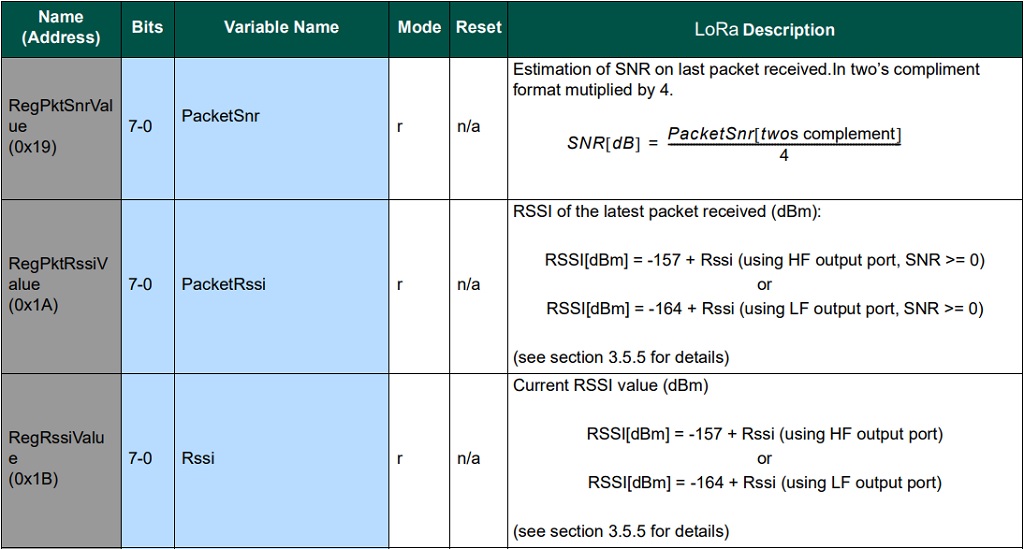 Name
(Address)
Bits
Variable Name
Mode
Reset
LoRa Description
RegPktSnrVal
ue
(0x19)
7-0
PacketSnr
r
n/a
Estimation of SNR on last packet received.In two’s compliment
format mutiplied by 4.
SNR[dB] = PacketSnr[twos complement]
4
RegPktRssiV
alue
(0x1A)
7-0
PacketRssi
r
n/a
RSSI of the latest packet received (dBm):
RSSI[dBm] = -157 + Rssi (using HF output port, SNR >= 0)
or
RSSI[dBm] = -164 + Rssi (using LF output port, SNR >= 0)
(see section 3.5.5 for details)
RegRssiValu
e
(0x1B)
7-0
Rssi
r
n/a
Current RSSI value (dBm)
RSSI[dBm] = -157 + Rssi (using HF output port)
or
RSSI[dBm] = -164 + Rssi (using LF output port)
(see section 3.5.5 for details)